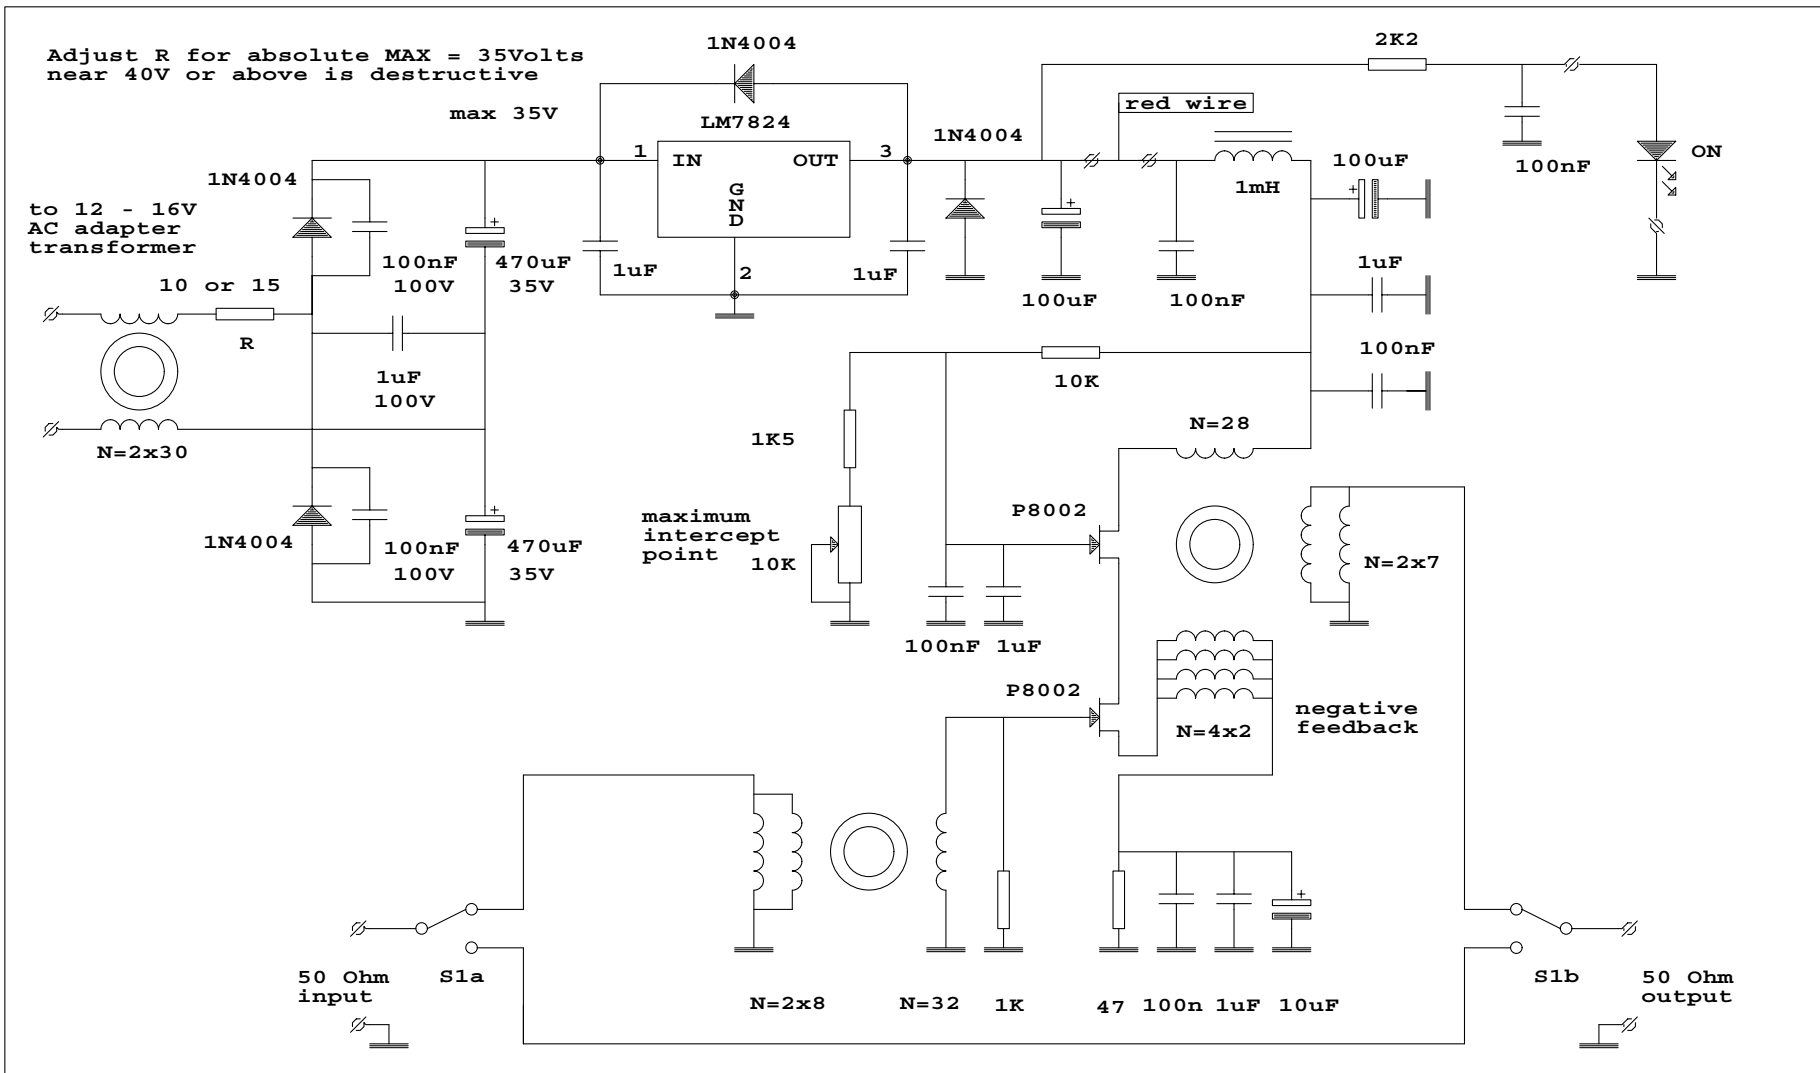 Adjust R for absolute MAX = 35Volts
near 40V or above is destructive
max 35V
1N4004
LM7824
1
IN
OUT
3
GND
2
1uF
1uF
1N4004
red wire
2K2
100nF
ON
1N4004
to 12 - 16V
AC adapter
transformer
100nF
100V
470uF
35V
10 or 15
R
1uF
100V
N=2x30
1N4004
100nF
100V
470uF
35V
100uF
100nF
1mH
100uF
+
1uF
100nF
10K
1K5
N=28
maximum
intercept
point
10K
P8002
N=2x7
100nF
1uF
P8002
N=4x2
negative
feedback
50 Ohm
input
S1a
N=2x8
N=32
1K
47
100n
1uF
10uF
S1b
50 Ohm
output
+
+
+
+